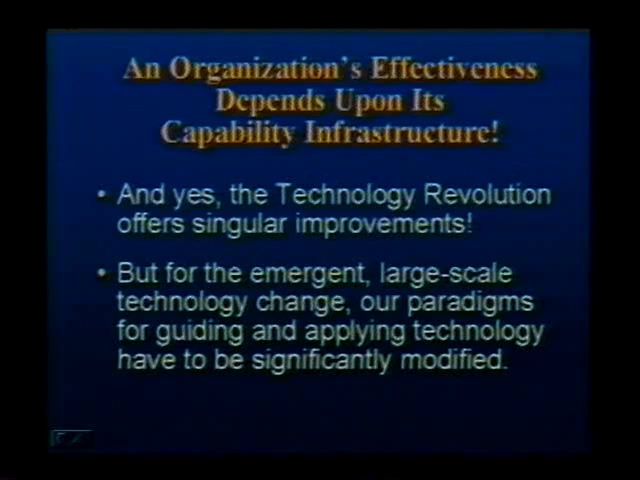 An Organization's Effectiveness
Depends Upon Its
Capability Infrastructure!
• And yes, the Technology Revolution
offers singular improvements!
• But for the emergent, large-scale
technology change, our paradigms
for guiding and applying technology
have to be significantly modified.